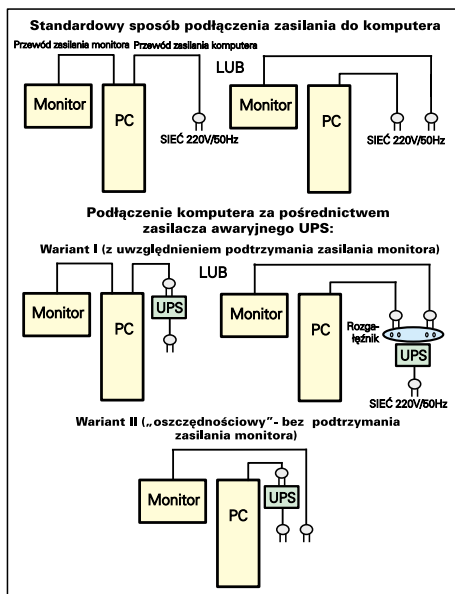 Standardowy sposób podłączenia zasilania do komputera
Przewód zasilania monitora Przewód zasilania komputera
LUB
Monitor
PC
SIEĆ 220V/50Hz
Monitor
PC
SIEĆ 220V/50Hz
Podłączenie komputera za pośrednictwem
zasilacza awaryjnego UPS:
Wariant I (z uwzględnieniem podtrzymania zasilania monitora)
LUB
Monitor
PC
UPS
Monitor
PC
Rozga-
łęźnik
UPS
SIEĆ 220V/50Hz
Wariant II („oszczędnościowy”- bez podtrzymania
zasilania monitora)
Monitor
PC
UPS